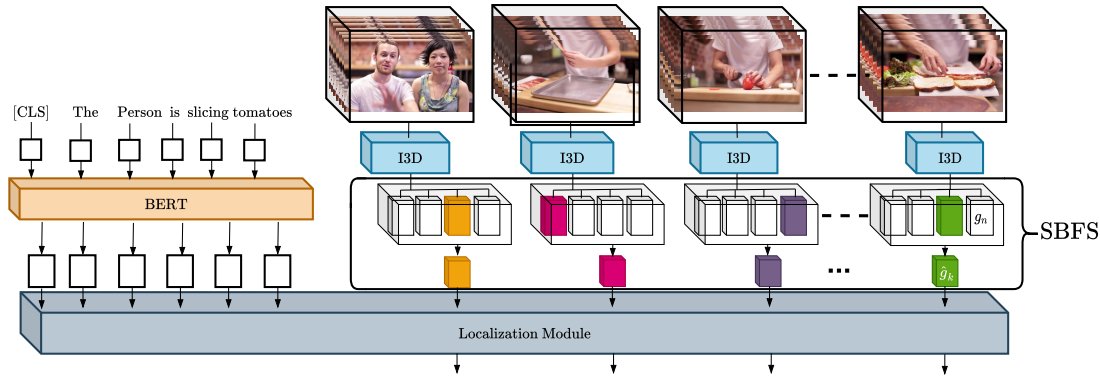 [CLS] The Person is slicing tomatoes
I3D I3D I3D I3D
BERT
g_n
SBFS
ĝ_k
Localization Module